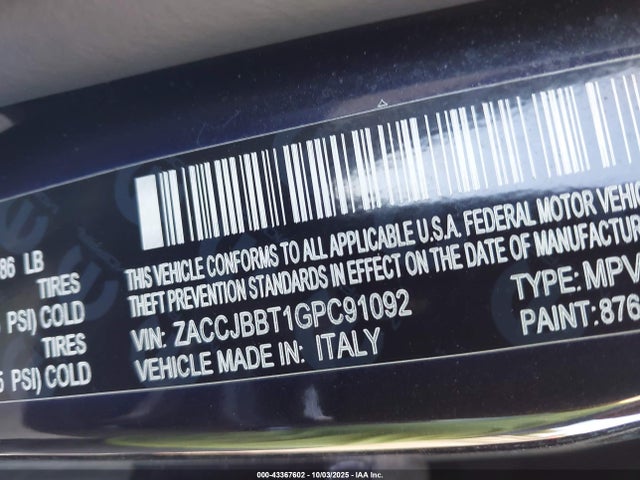 86 LB
TIRES
PSI) COLD
TIRES
5 PSI) COLD
THIS VEHICLE CONFORMS TO ALL APPLICABLE U.S.A. FEDERAL MOTOR VEHI
THEFT PREVENTION STANDARDS IN EFFECT ON THE DATE OF MANUFACTUR
VIN: ZACCJBBT1GPC91092
TYPE: MPV
VEHICLE MADE IN: ITALY
PAINT: 876
000-43367602 - 10/03/2025 - IAA Inc.